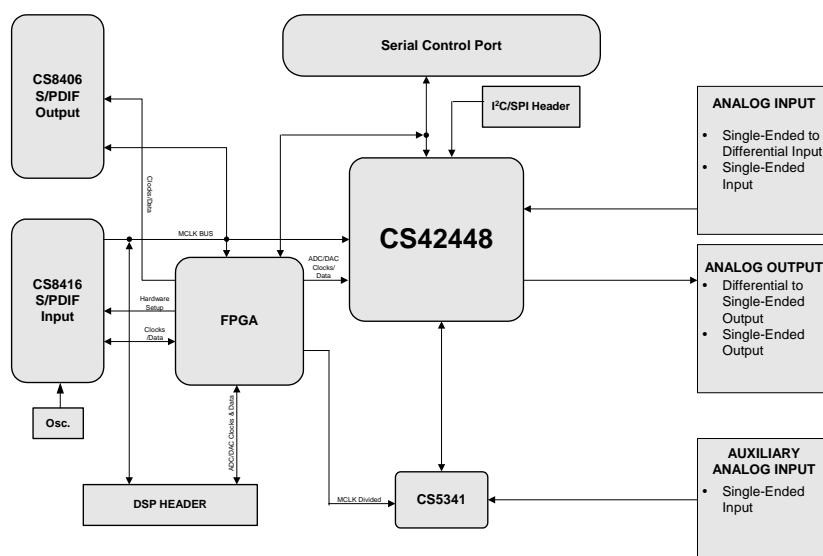 Serial Control Port
CS8406
S/PDIF
Output
I²C/SPI Header
ANALOG INPUT
• Single-Ended to
Differential Input
• Single-Ended
Input
Clocks/Data
CS42448
MCLK BUS
CS8416
S/PDIF
Input
ADC/DAC
Clocks/
Data
ANALOG OUTPUT
• Differential to
Single-Ended
Output
• Single-Ended
Output
Hardware
Setup
FPGA
Clocks
/Data
Osc.
ADC/DAC Clocks & Data
AUXILIARY
ANALOG INPUT
• Single-Ended
Input
DSP HEADER
MCLK Divided
CS5341